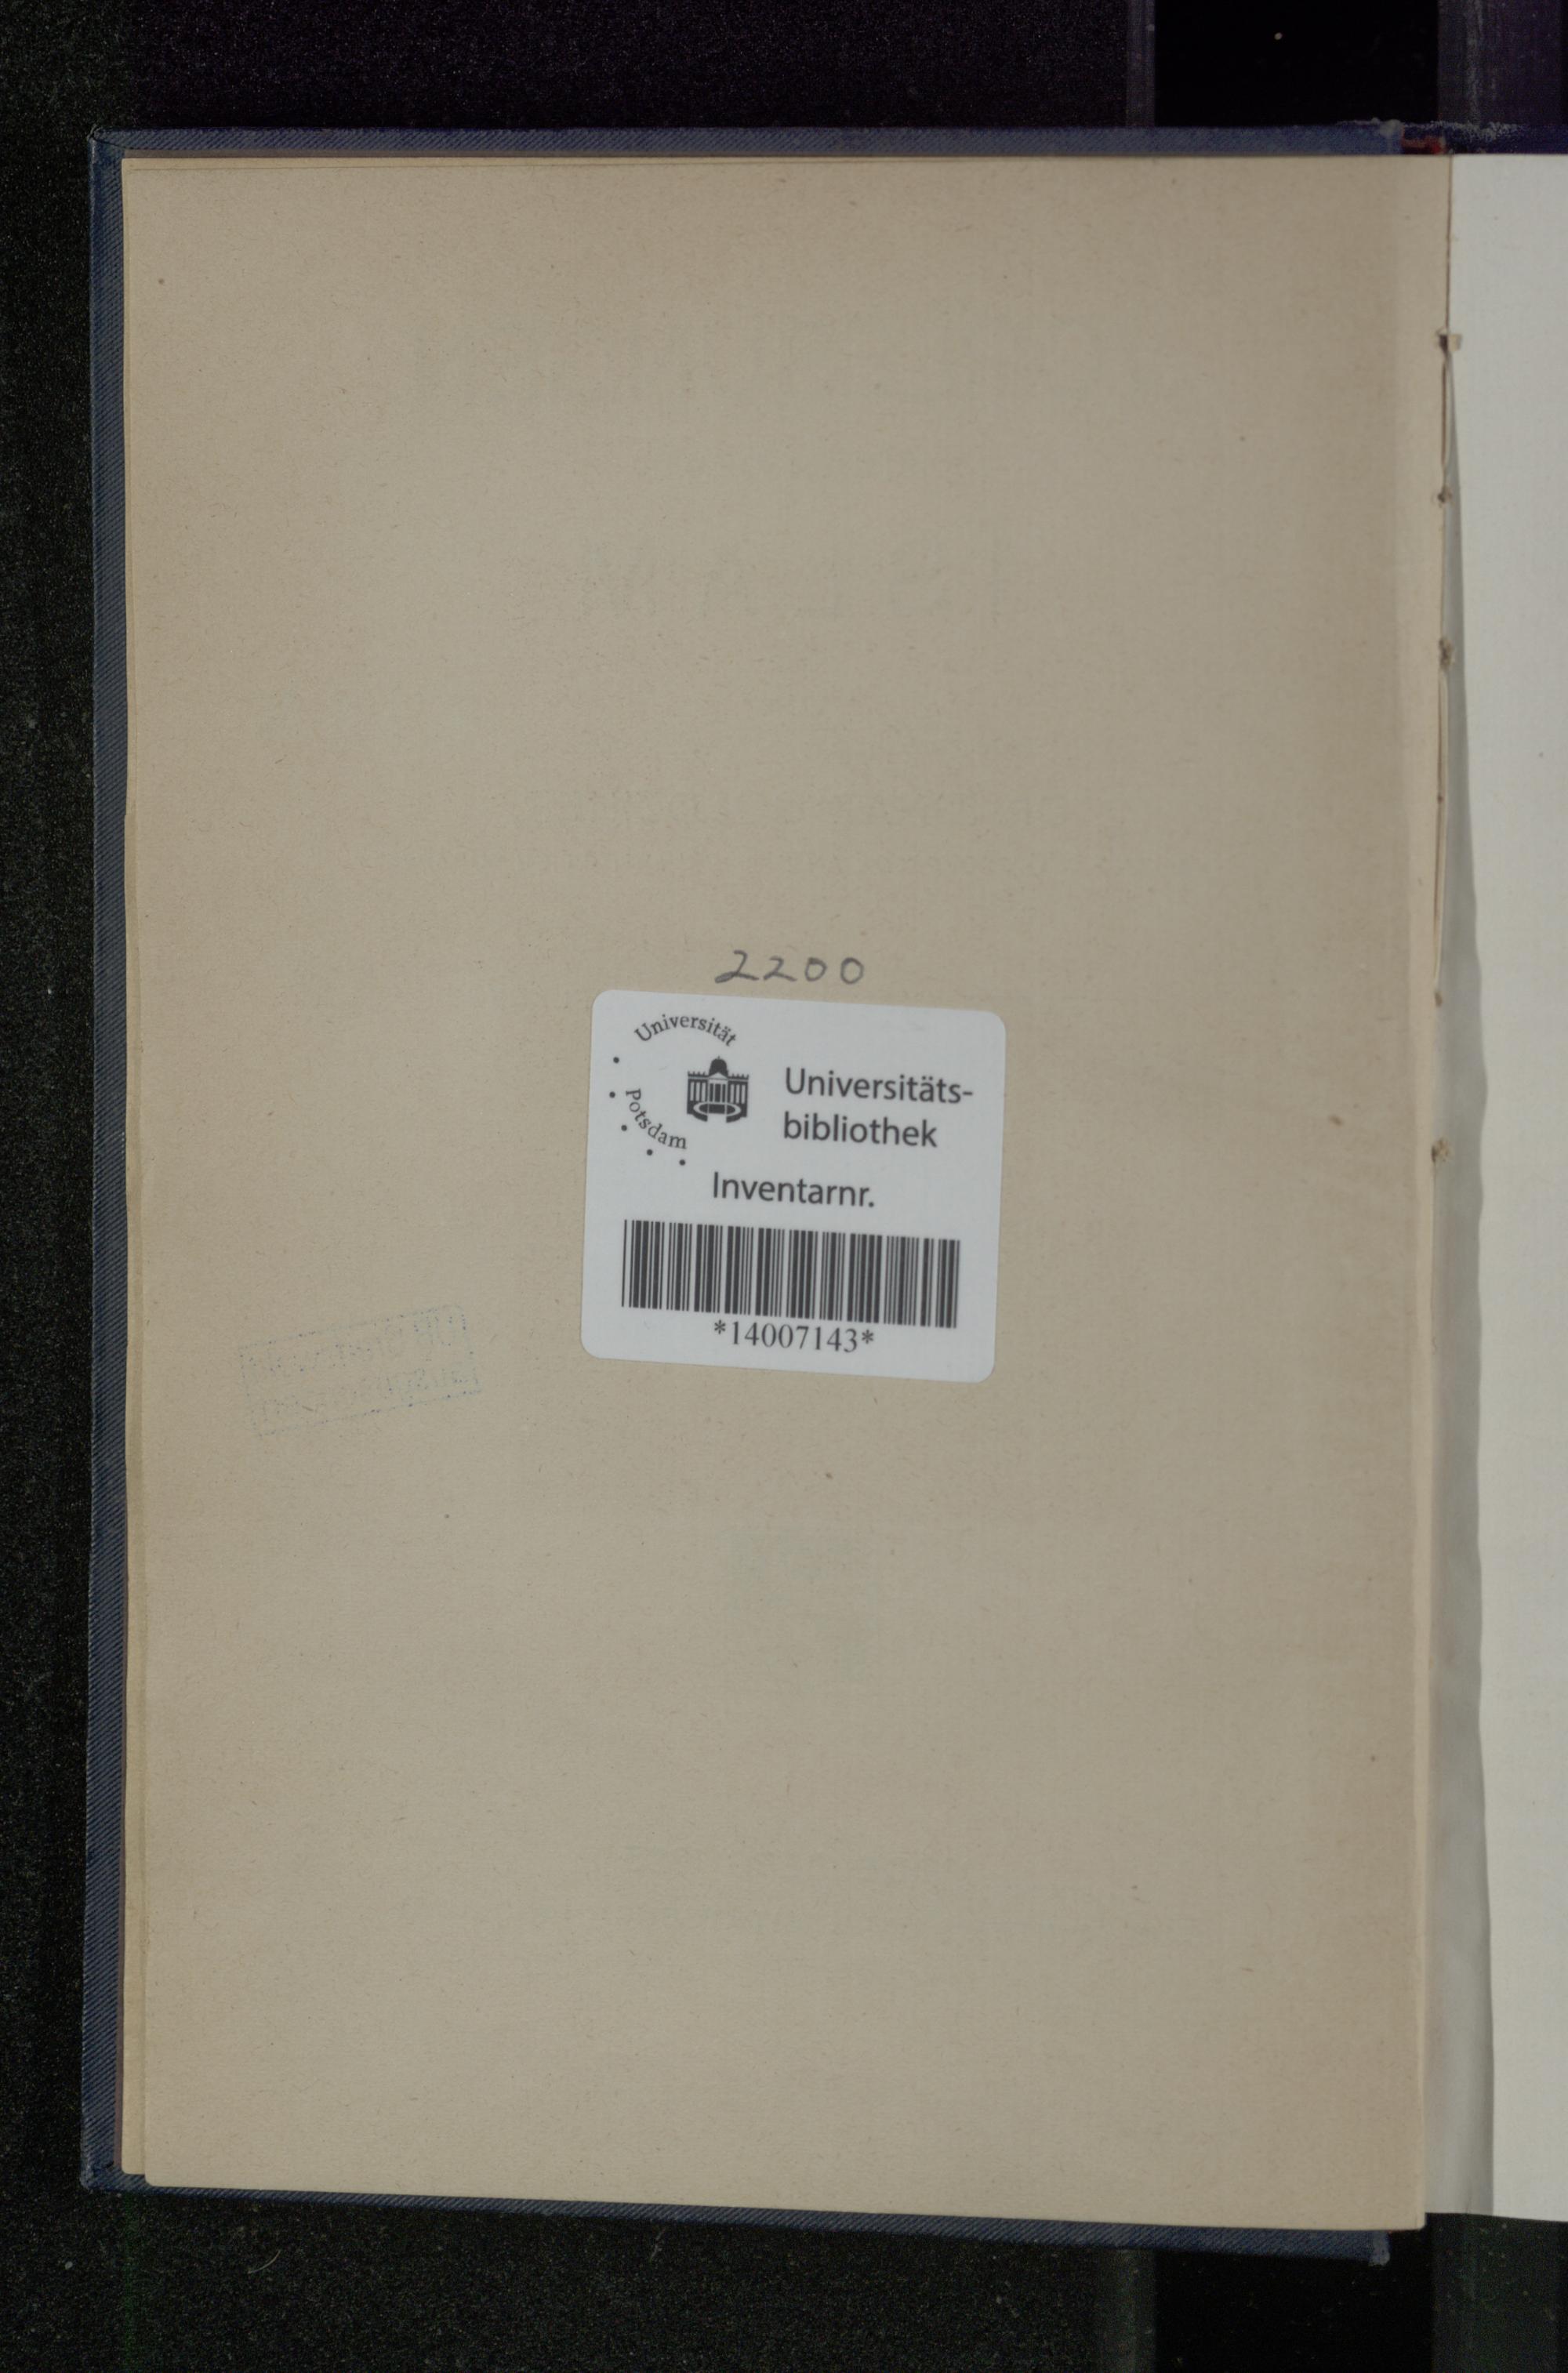 2200
Universität
Potsdam
Universitäts-
bibliothek
Inventarnr.
*14007143*